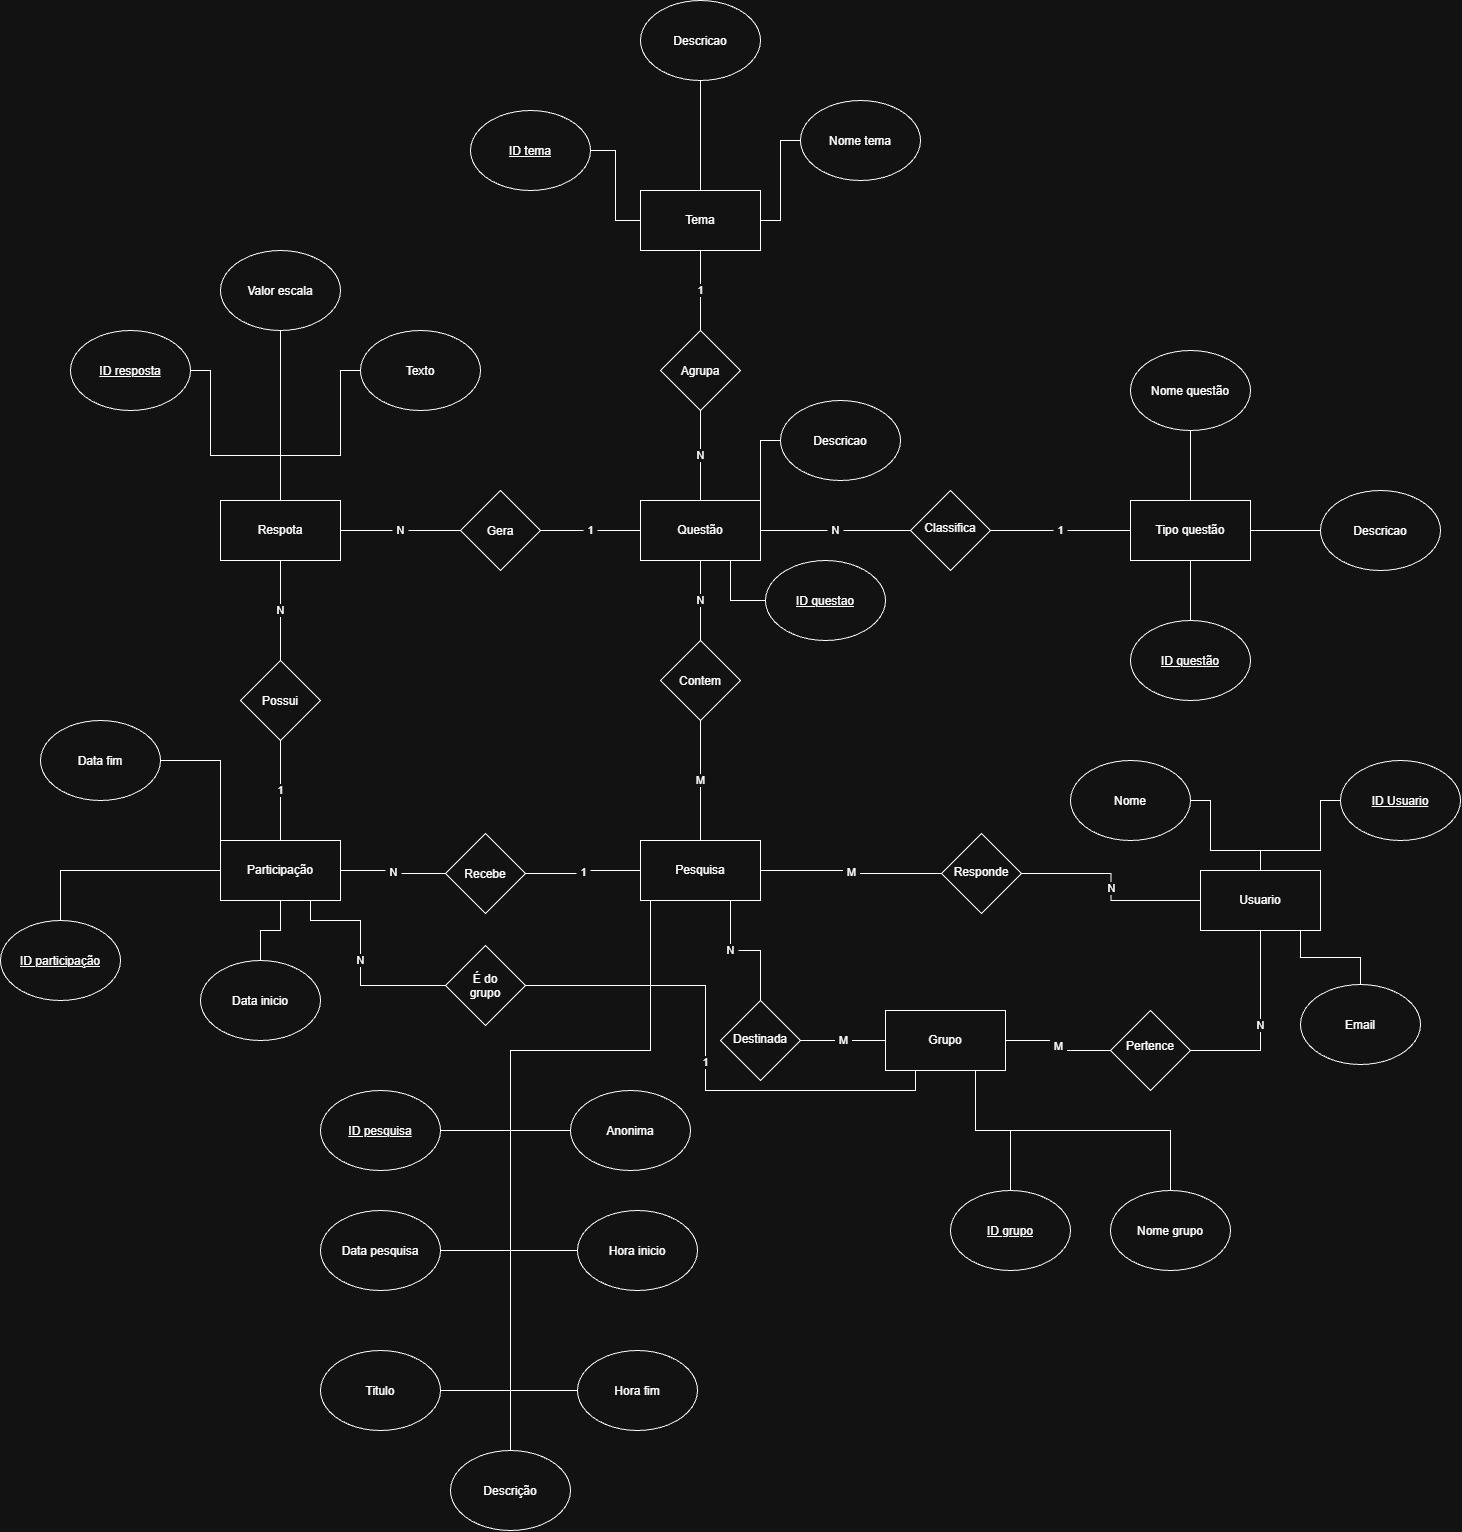 Descricao
ID tema
Nome tema
Tema
1
Valor escala
ID resposta
Texto
Agrupa
Nome questão
Descricao
N
Respota
N
Gera
1
Questão
N
Classifica
1
Tipo questão
Descricao
N
N
ID questao
ID questão
Possui
Contem
Data fim
1
M
Nome
ID Usuario
Participação
N
Recebe
1
Pesquisa
M
Responde
N
Usuario
ID participação
Data inicio
N
É do
grupo
N
Destinada
M
Grupo
M
Pertence
N
Email
1
ID pesquisa
Anonima
Data pesquisa
Hora inicio
ID grupo
Nome grupo
Titulo
Hora fim
Descrição